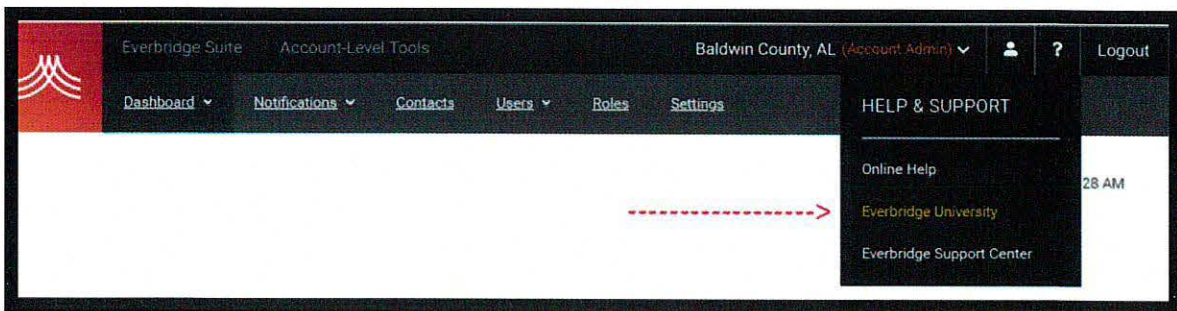 Everbridge Suite Account-Level Tools Baldwin County, AL (Account Admin) ? Logout
Dashboard Notifications Contacts Users Roles Settings
HELP & SUPPORT
Online Help
28 AM
Everbridge University
Everbridge Support Center